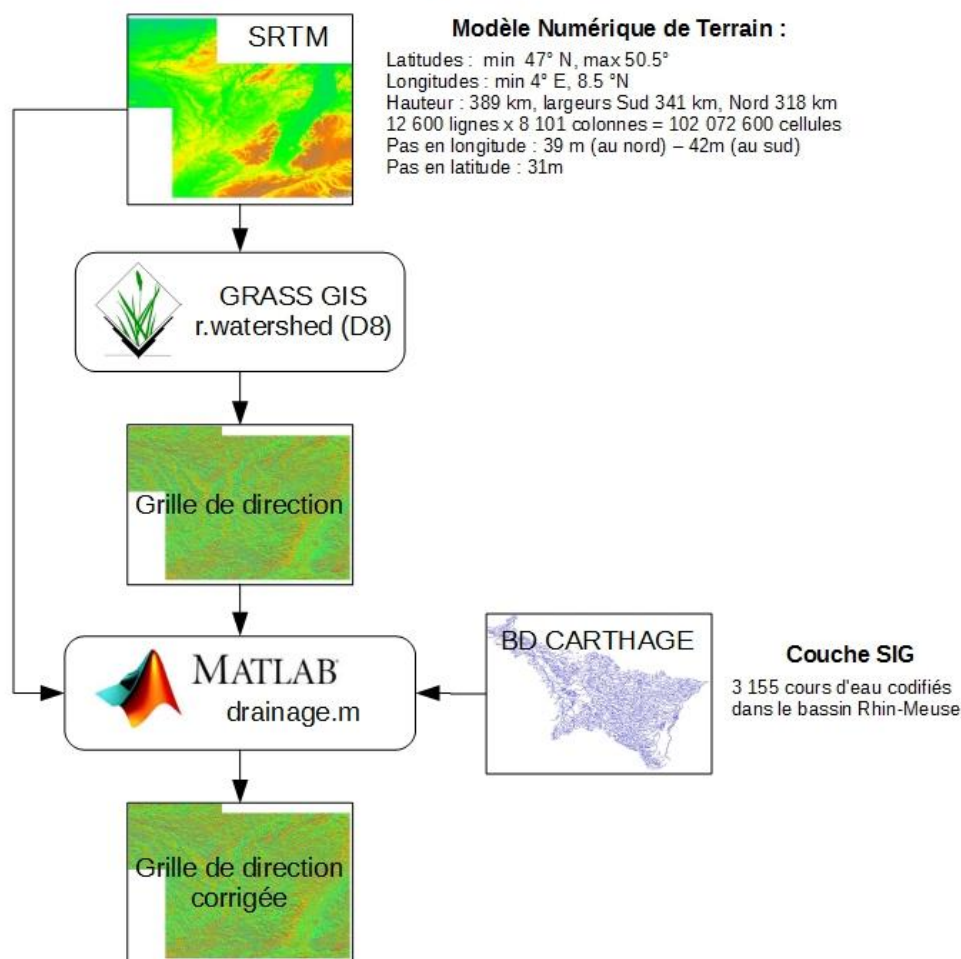 SRTM
Modèle Numérique de Terrain :
Latitudes : min 47° N, max 50.5°
Longitudes : min 4° E, 8.5 °N
Hauteur : 389 km, largeurs Sud 341 km, Nord 318 km
12 600 lignes x 8 101 colonnes = 102 072 600 cellules
Pas en longitude : 39 m (au nord) – 42m (au sud)
Pas en latitude : 31m
GRASS GIS
r.watershed (D8)
Grille de direction
MATLAB
drainage.m
BD CARTHAGE
Couche SIG
3 155 cours d'eau codifiés
dans le bassin Rhin-Meuse
Grille de direction
corrigée